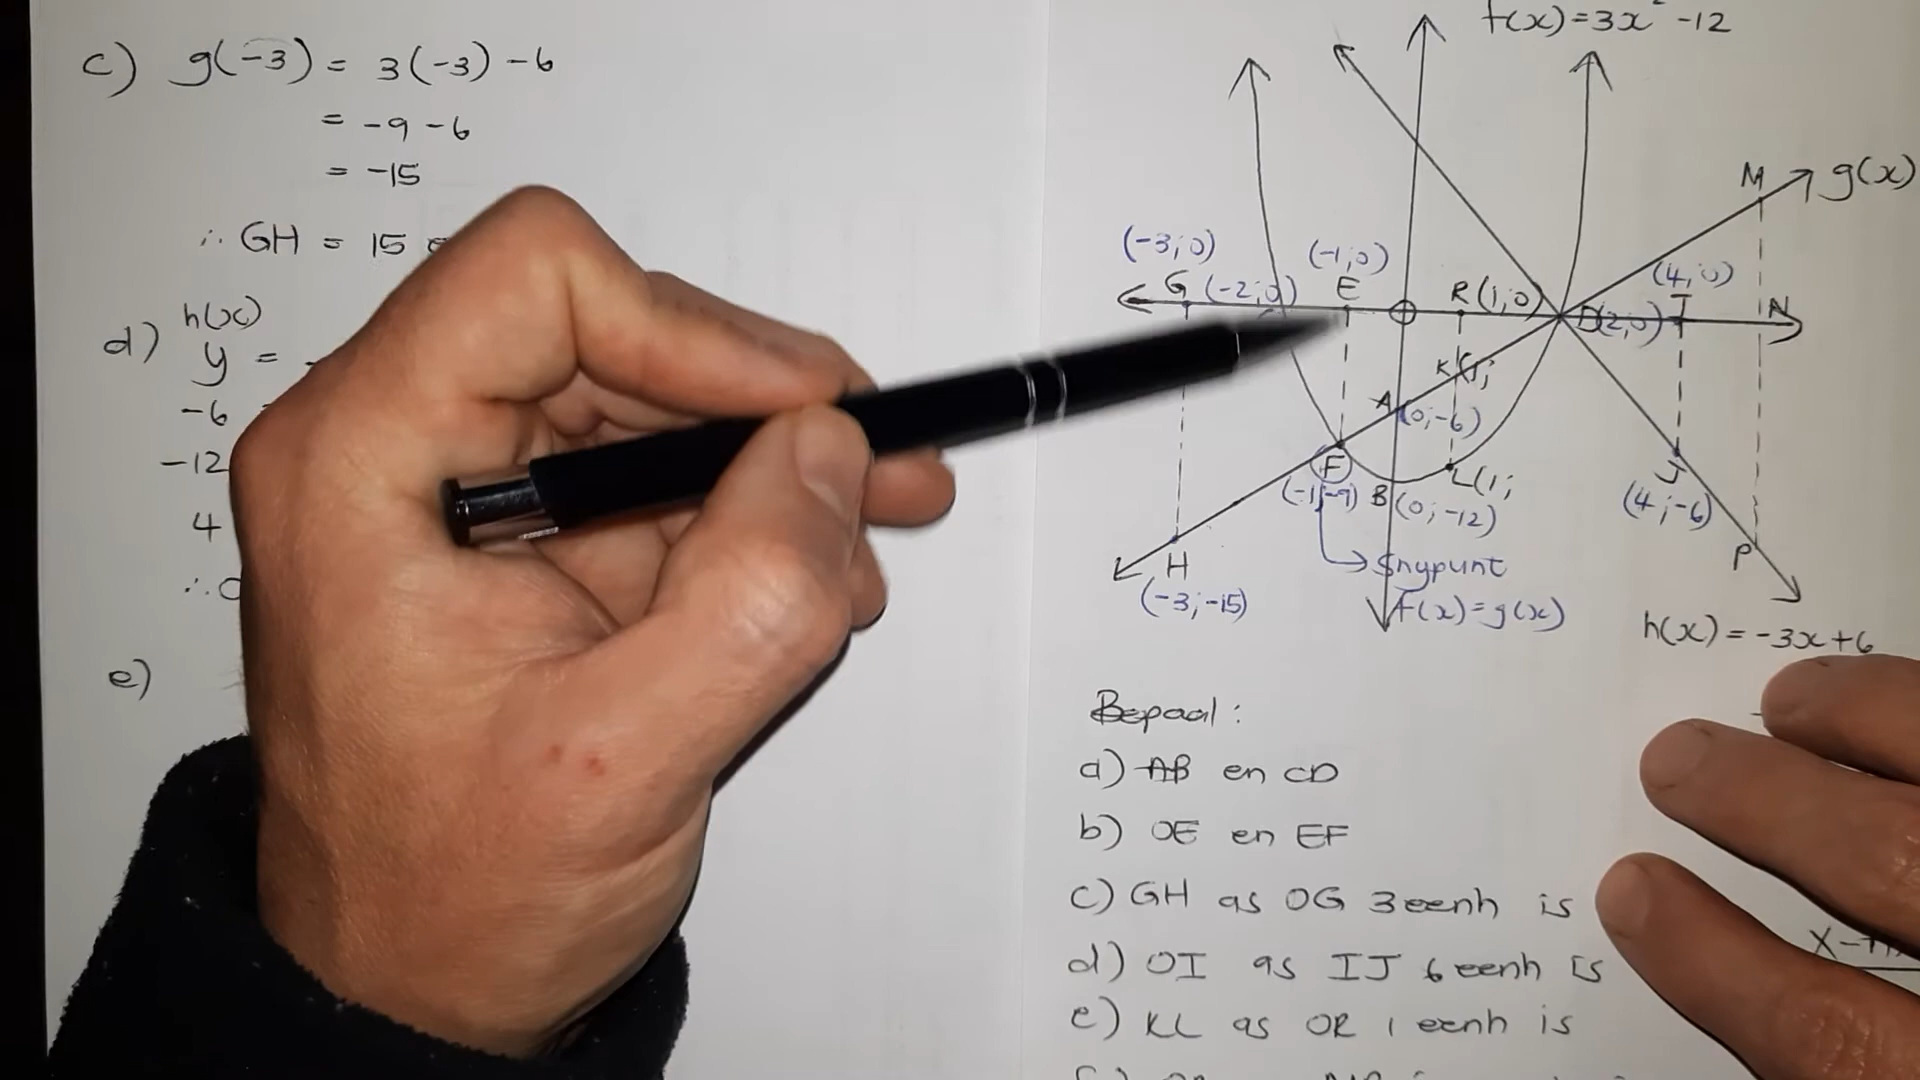 c) g(-3) = 3(-3) - 6
= -9 - 6
= -15
∴ GH = 15
d) h(x)
y =
-6
-12
4
∴
e)
f(x) = 3x² - 12
M
g(x)
(-3;0)
(-1;0)
(4;0)
G
(-2;0)
E
R (1;0)
D(2;0)
I
N
K(1;
A
(0;-6)
F
(-1;-9)
B
(0;-12)
L(1;
J
(4;-6)
P
H
(-3;-15)
Snypunt
f(x) = g(x)
h(x) = -3x + 6
Bepaal :
a) AB en CD
b) OE en EF
c) GH as OG 3 eenh is
d) OI as IJ 6 eenh is
e) KL as OR 1 eenh is